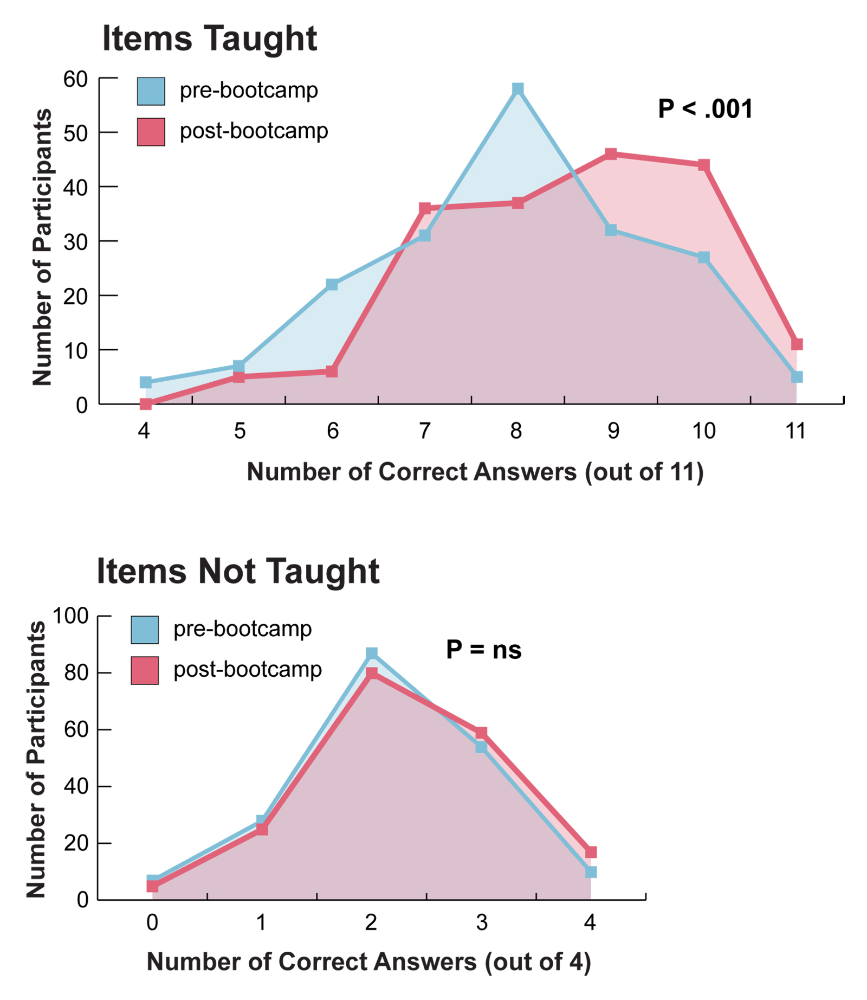 Items Taught
60
50
40
30
20
10
0
Number of Participants
pre-bootcamp
post-bootcamp
P < .001
4 5 6 7 8 9 10 11
Number of Correct Answers (out of 11)
Items Not Taught
100
80
60
40
20
0
Number of Participants
pre-bootcamp
post-bootcamp
P = ns
0 1 2 3 4
Number of Correct Answers (out of 4)